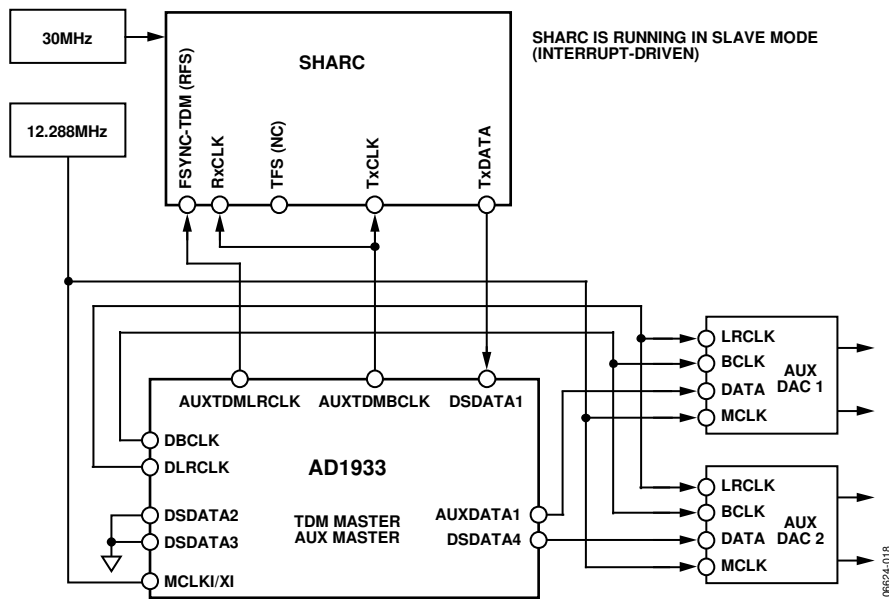 30MHz
12.288MHz
SHARC
SHARC IS RUNNING IN SLAVE MODE
(INTERRUPT-DRIVEN)
FSYNC-TDM (RFS)
RxCLK
TFS (NC)
TxCLK
TxDATA
AUXTDMLRCLK
AUXTDMBCLK
DSDATA1
DBCLK
DLRCLK
DSDATA2
DSDATA3
MCLKI/XI
AD1933
TDM MASTER
AUX MASTER
AUXDATA1
DSDATA4
LRCLK
BCLK
DATA
MCLK
AUX
DAC 1
LRCLK
BCLK
DATA
MCLK
AUX
DAC 2
06624-018